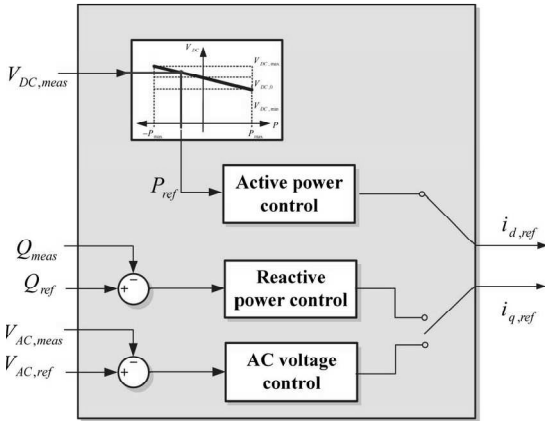 V_DC
V_DC,max
V_DC,0
V_DC,min
-P_max
P_max
P
V_DC,meas
P_ref
Active power
control
i_d,ref
Q_meas
Q_ref
−
+
Reactive
power control
i_q,ref
V_AC,meas
V_AC,ref
−
+
AC voltage
control